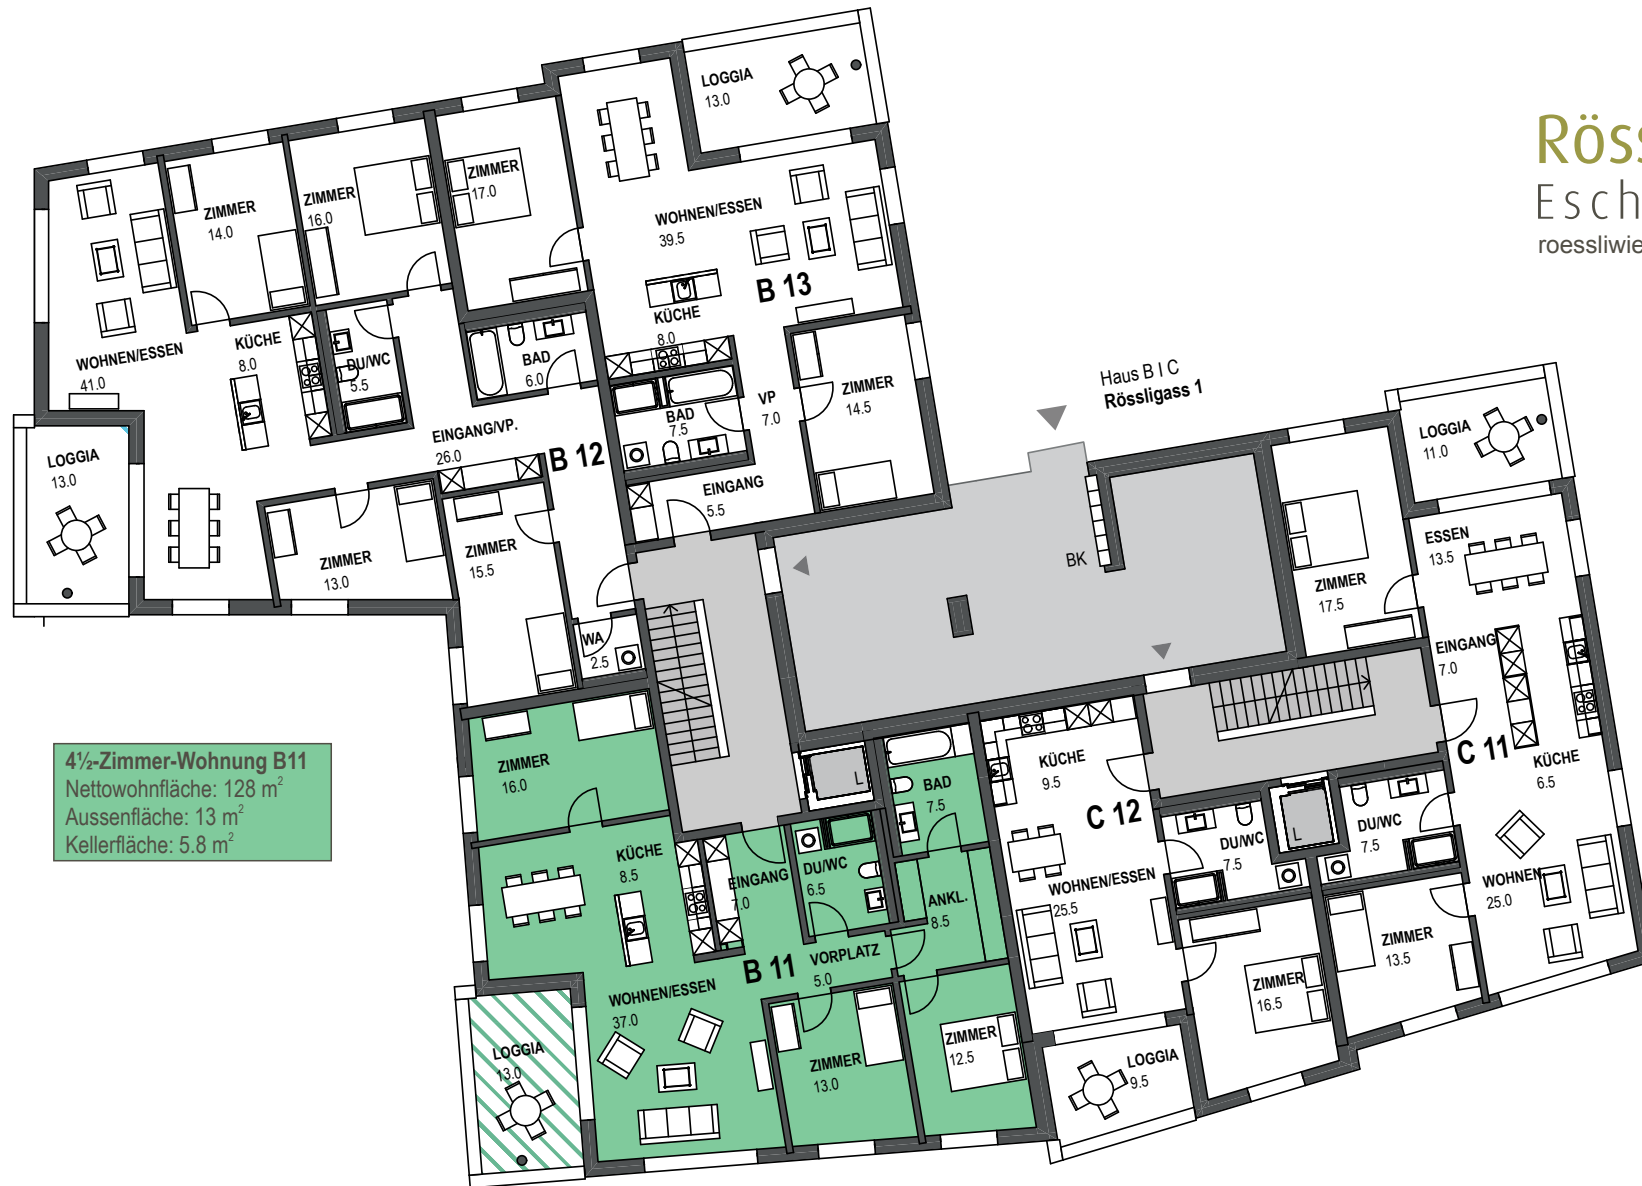 LOGGIA
13.0
Röss
Esch
roessliwie
ZIMMER
14.0
ZIMMER
16.0
ZIMMER
17.0
WOHNEN/ESSEN
39.5
B 13
KÜCHE
8.0
WOHNEN/ESSEN
41.0
KÜCHE
8.0
DU/WC
5.5
BAD
6.0
BAD
7.5
VP
7.0
ZIMMER
14.5
Haus B I C
Rössligass 1
LOGGIA
13.0
EINGANG/VP.
26.0
B 12
EINGANG
5.5
LOGGIA
11.0
ZIMMER
13.0
ZIMMER
15.5
WA
2.5
BK
ESSEN
13.5
ZIMMER
17.5
EINGANG
7.0
C 11
KÜCHE
6.5
4½-Zimmer-Wohnung B11
Nettowohnfläche: 128 m²
Aussenfläche: 13 m²
Kellerfläche: 5.8 m²
ZIMMER
16.0
L
BAD
7.5
KÜCHE
9.5
C 12
L
DU/WC
7.5
DU/WC
7.5
KÜCHE
8.5
EINGANG
7.0
DU/WC
6.5
ANKL.
8.5
WOHNEN/ESSEN
25.5
WOHNEN
25.0
B 11
VORPLATZ
5.0
WOHNEN/ESSEN
37.0
ZIMMER
13.5
ZIMMER
16.5
LOGGIA
13.0
ZIMMER
13.0
ZIMMER
12.5
LOGGIA
9.5